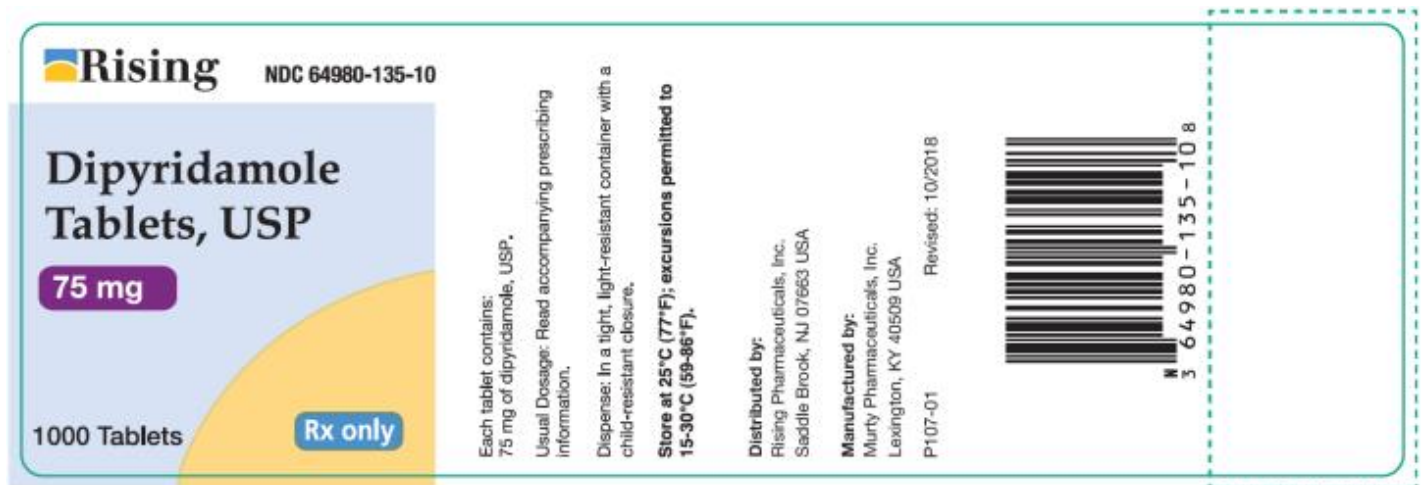 Rising
NDC 64980-135-10
Dipyridamole
Tablets, USP
75 mg
1000 Tablets
Rx only
Each tablet contains:
75 mg of dipyridamole, USP.
Usual Dosage: Read accompanying prescribing
information.
Dispense: In a tight, light-resistant container with a
child-resistant closure.
Store at 25°C (77°F); excursions permitted to
15-30°C (59-86°F).
Distributed by:
Rising Pharmaceuticals, Inc.
Saddle Brook, NJ 07663 USA
Manufactured by:
Murty Pharmaceuticals, Inc.
Lexington, KY 40509 USA
P107-01 Revised: 10/2018
N
3 64980-135-10 8